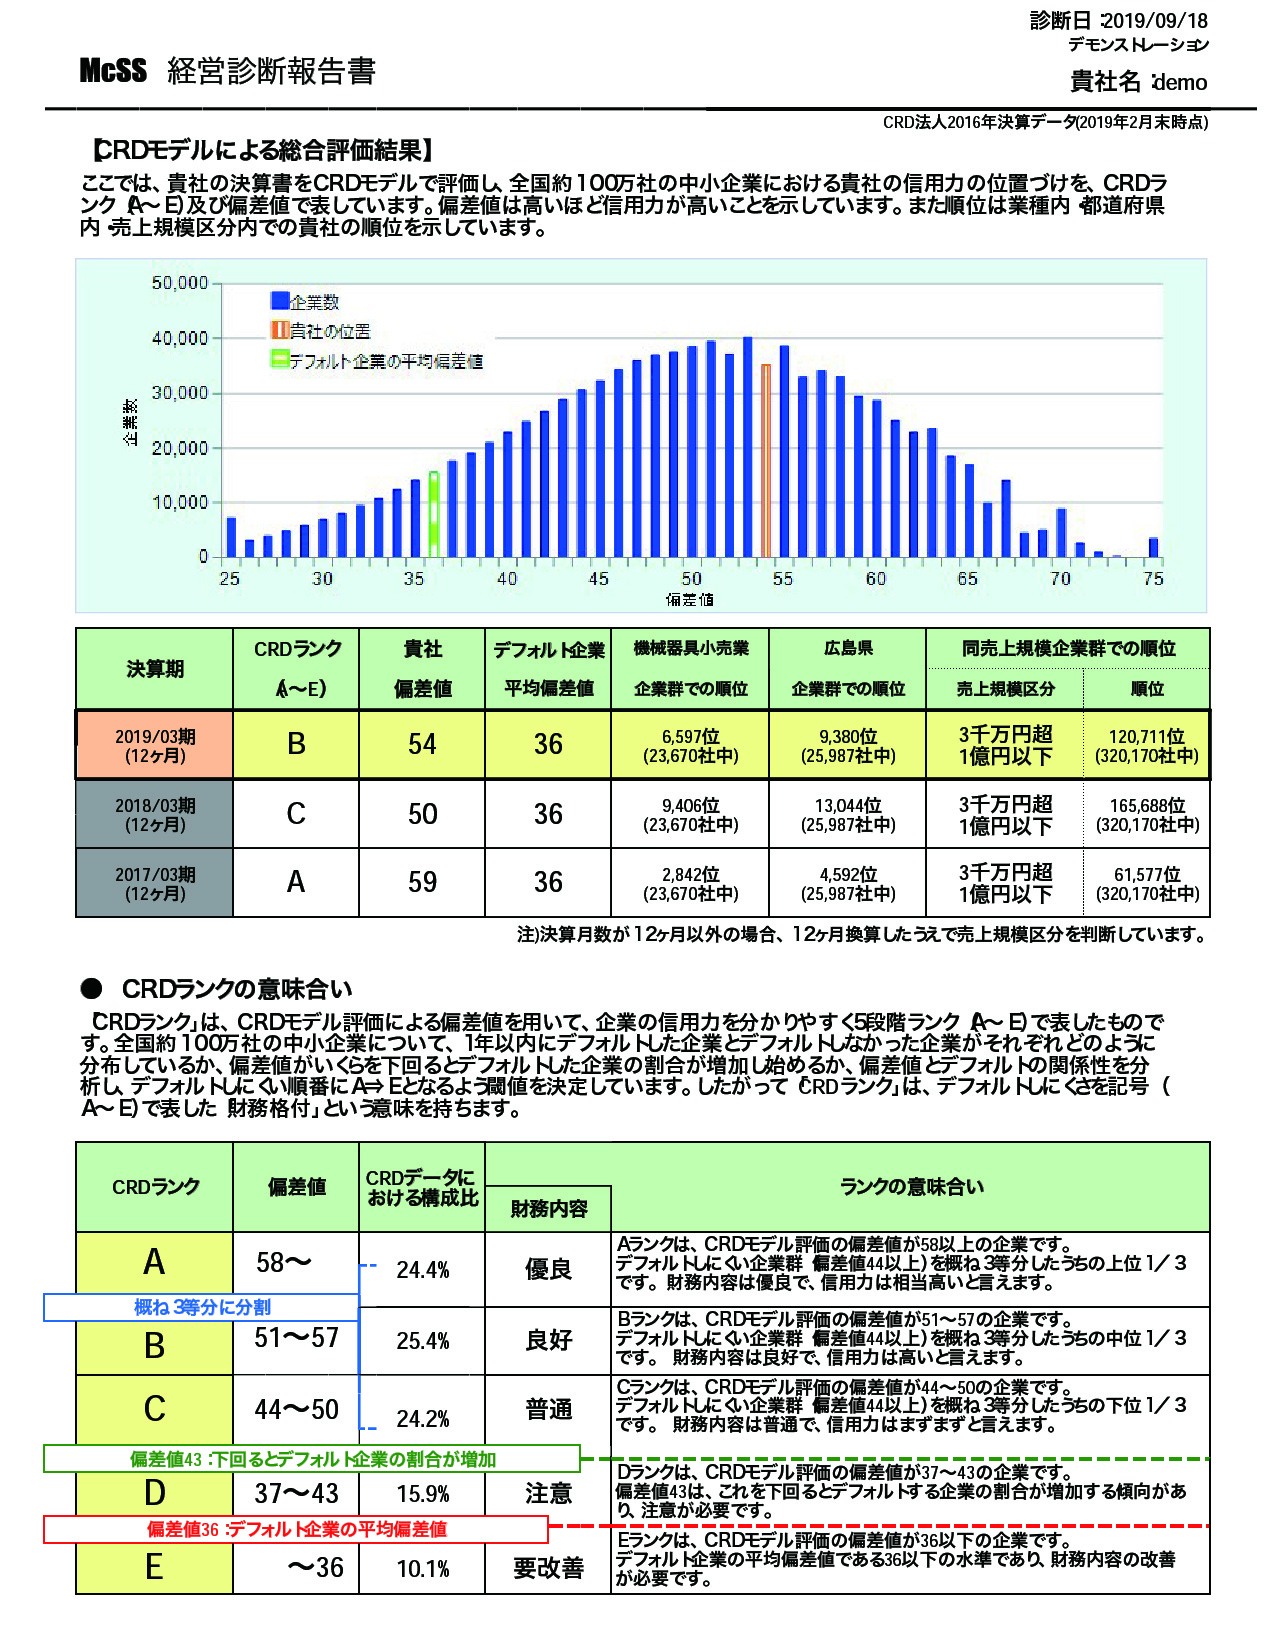 診断日：2019/09/18
デモンストレーション
McSS 経営診断報告書
貴社名：demo
CRD法人2016年決算データ(2019年2月末時点)
【CRDモデルによる総合評価結果】
ここでは、貴社の決算書をCRDモデルで評価し、全国約100万社の中小企業における貴社の信用力の位置づけを、CRDラ
ンク（A～E）及び偏差値で表しています。偏差値は高いほど信用力が高いことを示しています。また順位は業種内・都道府県
内・売上規模区分内での貴社の順位を示しています。
50,000
40,000
30,000
20,000
10,000
0
企業数
企業数
貴社の位置
デフォルト企業の平均偏差値
25 30 35 40 45 50 55 60 65 70 75
偏差値
決算期 CRDランク 貴社 デフォルト企業 機械器具小売業 広島県 同売上規模企業群での順位
（A～E） 偏差値 平均偏差値 企業群での順位 企業群での順位 売上規模区分 順位
2019/03期 B 54 36 6,597位 9,380位 3千万円超 120,711位
(12ヶ月) (23,670社中) (25,987社中) 1億円以下 (320,170社中)
2018/03期 C 50 36 9,406位 13,044位 3千万円超 165,688位
(12ヶ月) (23,670社中) (25,987社中) 1億円以下 (320,170社中)
2017/03期 A 59 36 2,842位 4,592位 3千万円超 61,577位
(12ヶ月) (23,670社中) (25,987社中) 1億円以下 (320,170社中)
注)決算月数が12ヶ月以外の場合、12ヶ月換算したうえで売上規模区分を判断しています。
● CRDランクの意味合い
「CRDランク」は、CRDモデル評価による偏差値を用いて、企業の信用力を分かりやすく5段階ランク（A～E）で表したもので
す。全国約100万社の中小企業について、1年以内にデフォルトした企業とデフォルトしなかった企業がそれぞれどのように
分布しているか、偏差値がいくらを下回るとデフォルトした企業の割合が増加し始めるか、偏差値とデフォルトの関係性を分
析し、デフォルトしにくい順番にA⇒Eとなるよう閾値を決定しています。したがって「CRDランク」は、デフォルトしにくさを記号（
A～E）で表した「財務格付」という意味を持ちます。
CRDランク 偏差値 CRDデータに
おける構成比 財務内容 ランクの意味合い
A 58～ 24.4% 優良
Aランクは、CRDモデル評価の偏差値が58以上の企業です。
デフォルトしにくい企業群（偏差値44以上）を概ね3等分したうちの上位1／3
です。財務内容は優良で、信用力は相当高いと言えます。
概ね3等分に分割
B 51～57 25.4% 良好
Bランクは、CRDモデル評価の偏差値が51～57の企業です。
デフォルトしにくい企業群（偏差値44以上）を概ね3等分したうちの中位1／3
です。 財務内容は良好で、信用力は高いと言えます。
C 44～50 24.2% 普通
Cランクは、CRDモデル評価の偏差値が44～50の企業です。
デフォルトしにくい企業群（偏差値44以上）を概ね3等分したうちの下位1／3
です。 財務内容は普通で、信用力はまずまずと言えます。
偏差値43：下回るとデフォルト企業の割合が増加
D 37～43 15.9% 注意
Dランクは、CRDモデル評価の偏差値が37～43の企業です。
偏差値43は、これを下回るとデフォルトする企業の割合が増加する傾向があ
り、注意が必要です。
偏差値36：デフォルト企業の平均偏差値
E ～36 10.1% 要改善
Eランクは、CRDモデル評価の偏差値が36以下の企業です。
デフォルト企業の平均偏差値である36以下の水準であり、財務内容の改善
が必要です。